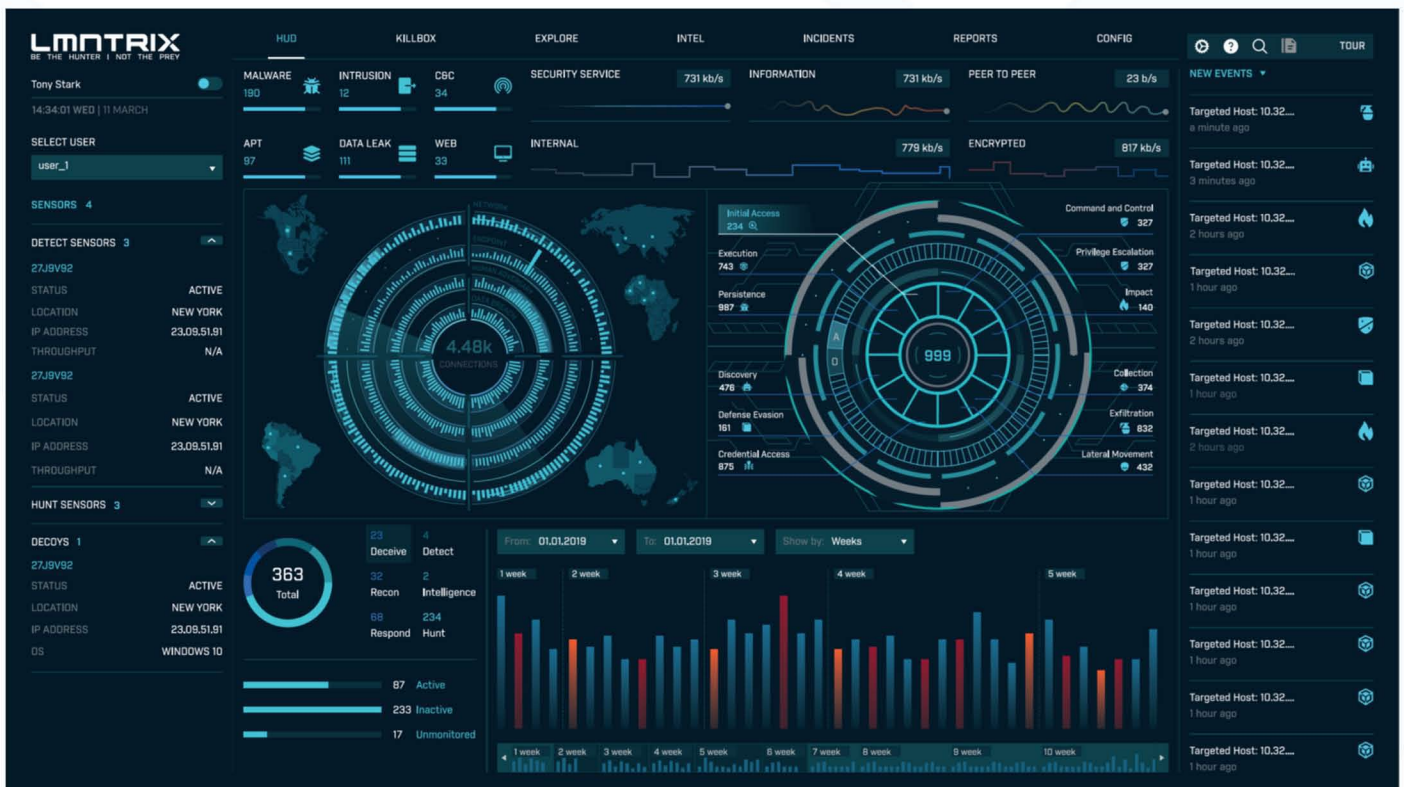 LMNTRIX
BE THE HUNTER | NOT THE PREY
Tony Stark
14:34:01 WED | 11 MARCH
SELECT USER
user_1
SENSORS 4
DETECT SENSORS 3
27J9V92
STATUS ACTIVE
LOCATION NEW YORK
IP ADDRESS 23.09.51.91
THROUGHPUT N/A
27J9V92
STATUS ACTIVE
LOCATION NEW YORK
IP ADDRESS 23.09.51.91
THROUGHPUT N/A
HUNT SENSORS 3
DECOYS 1
27J9V92
STATUS ACTIVE
LOCATION NEW YORK
IP ADDRESS 23.09.51.91
OS WINDOWS 10
HUD KILLBOX EXPLORE INTEL INCIDENTS REPORTS CONFIG
MALWARE
190
INTRUSION
12
C&C
34
SECURITY SERVICE 731 kb/s
INFORMATION 731 kb/s
PEER TO PEER 23 b/s
APT
97
DATA LEAK
111
WEB
33
INTERNAL 779 kb/s
ENCRYPTED 817 kb/s
NETWORK
ENDPOINT
4.48k
CONNECTIONS
Initial Access
234
Execution
743
Persistence
987
Discovery
476
Defense Evasion
161
Credential Access
875
A
D
999
Command and Control
327
Privilege Escalation
327
Impact
140
Collection
374
Exfiltration
832
Lateral Movement
432
363
Total
23 4
Deceive Detect
32 2
Recon Intelligence
68 234
Respond Hunt
87 Active
233 Inactive
17 Unmonitored
From: 01.01.2019 To: 01.01.2019 Show by: Weeks
1 week 2 week 3 week 4 week 5 week
1 week 2 week 3 week 4 week 5 week 6 week 7 week 8 week 9 week 10 week
? TOUR
NEW EVENTS
Targeted Host: 10.32....
a minute ago
Targeted Host: 10.32....
3 minutes ago
Targeted Host: 10.32....
2 hours ago
Targeted Host: 10.32....
1 hour ago
Targeted Host: 10.32....
2 hours ago
Targeted Host: 10.32....
1 hour ago
Targeted Host: 10.32....
2 hours ago
Targeted Host: 10.32....
1 hour ago
Targeted Host: 10.32....
1 hour ago
Targeted Host: 10.32....
1 hour ago
Targeted Host: 10.32....
1 hour ago
Targeted Host: 10.32....
1 hour ago
Targeted Host: 10.32....
1 hour ago